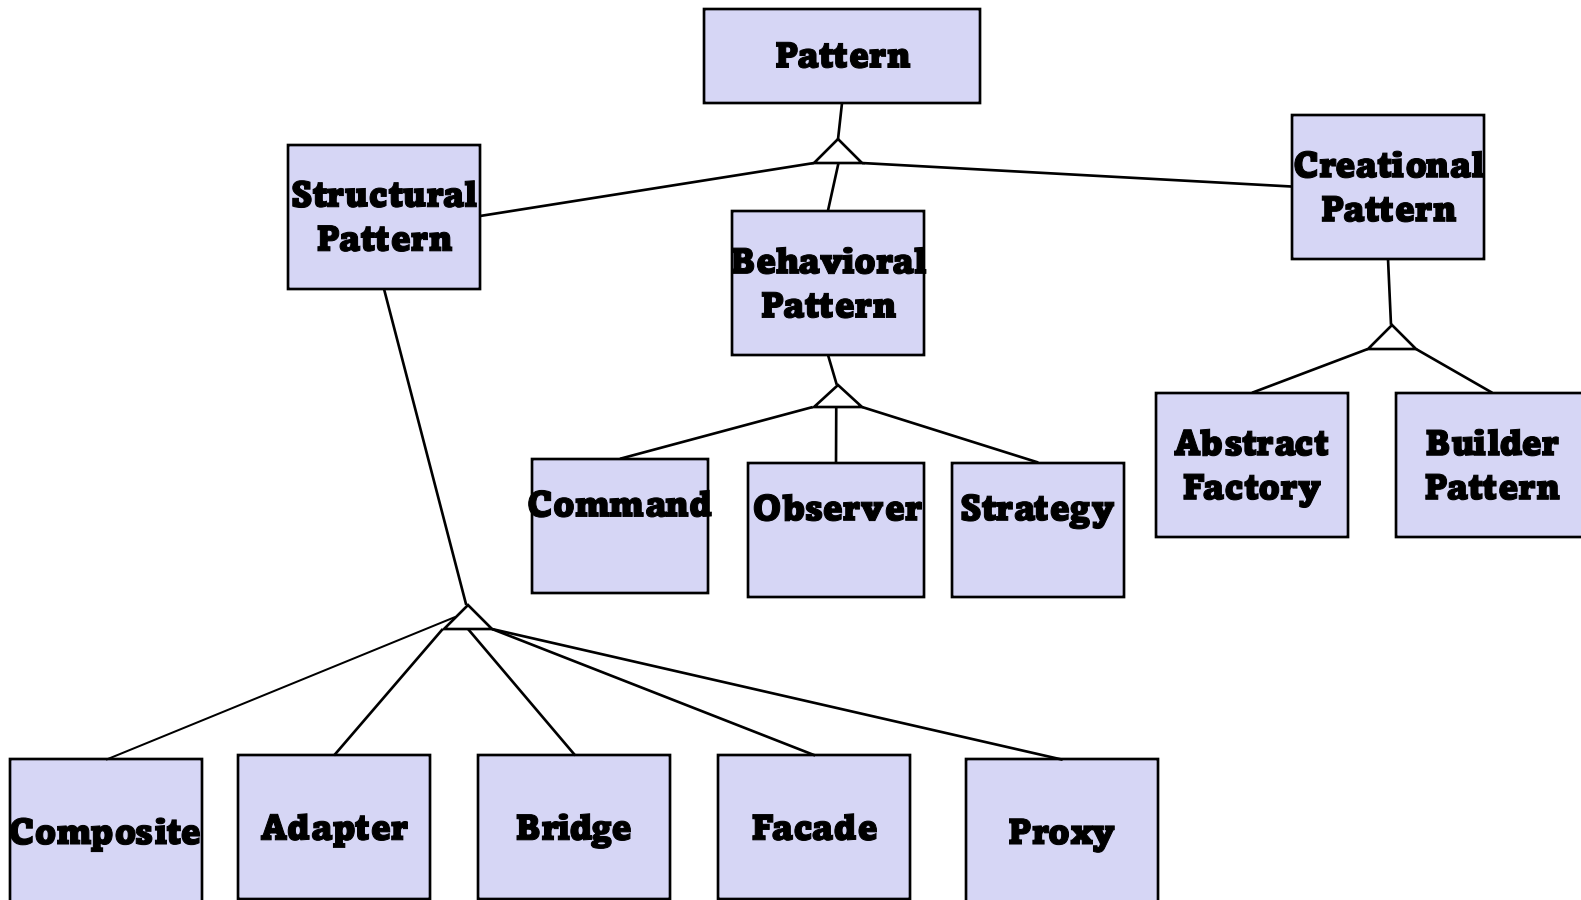 Pattern
Structural
Pattern
Behavioral
Pattern
Creational
Pattern
Command
Observer
Strategy
Abstract
Factory
Builder
Pattern
Composite
Adapter
Bridge
Facade
Proxy